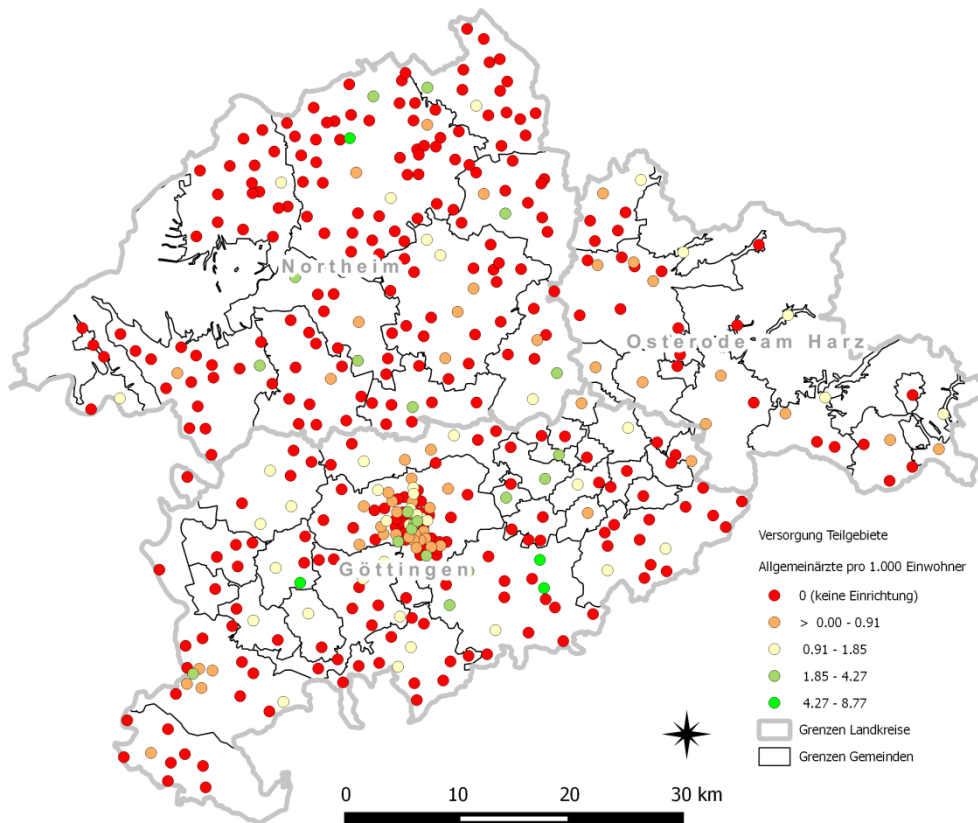 Northeim
Osterode am Harz
Göttingen
Versorgung Teilgebiete
Allgemeinärzte pro 1.000 Einwohner
0 (keine Einrichtung)
> 0.00 - 0.91
0.91 - 1.85
1.85 - 4.27
4.27 - 8.77
Grenzen Landkreise
Grenzen Gemeinden
0 10 20 30 km